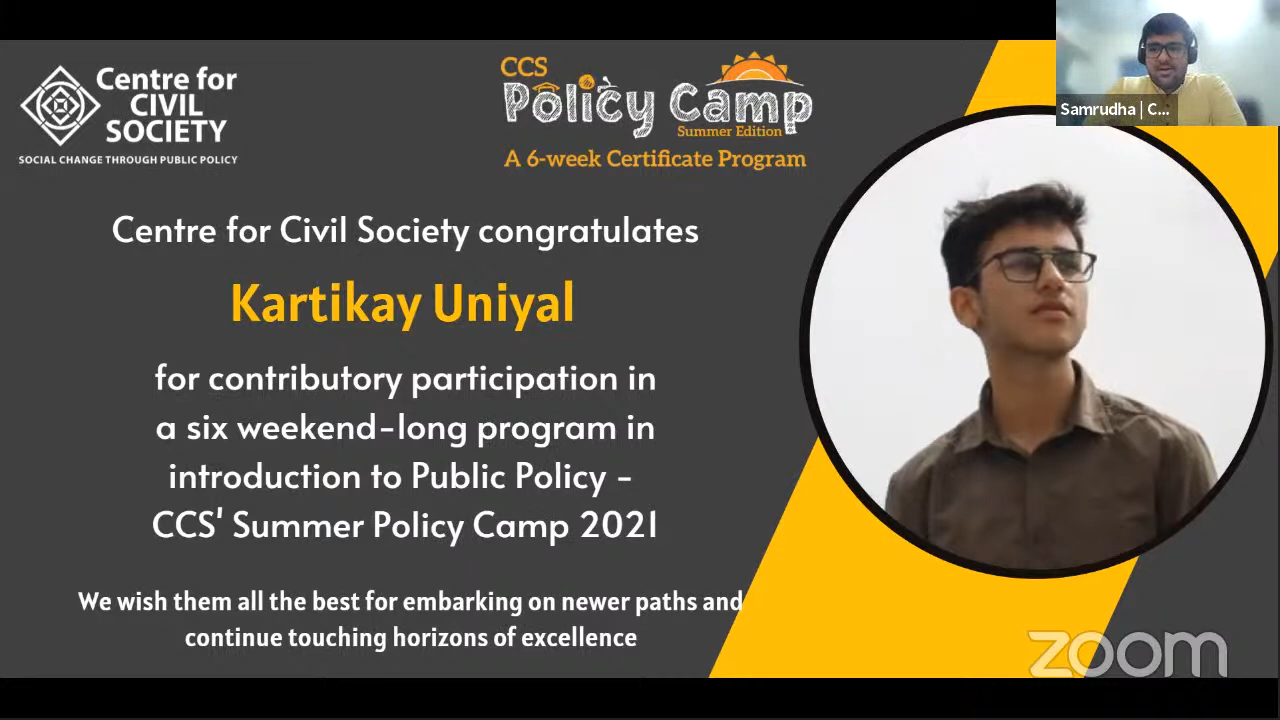 Centre for
CIVIL
SOCIETY
SOCIAL CHANGE THROUGH PUBLIC POLICY
CCS
Policy Camp
Summer Edition
A 6-week Certificate Program
Samrudha | C...
Centre for Civil Society congratulates
Kartikay Uniyal
for contributory participation in
a six weekend-long program in
introduction to Public Policy -
CCS' Summer Policy Camp 2021
We wish them all the best for embarking on newer paths and
continue touching horizons of excellence
zoom